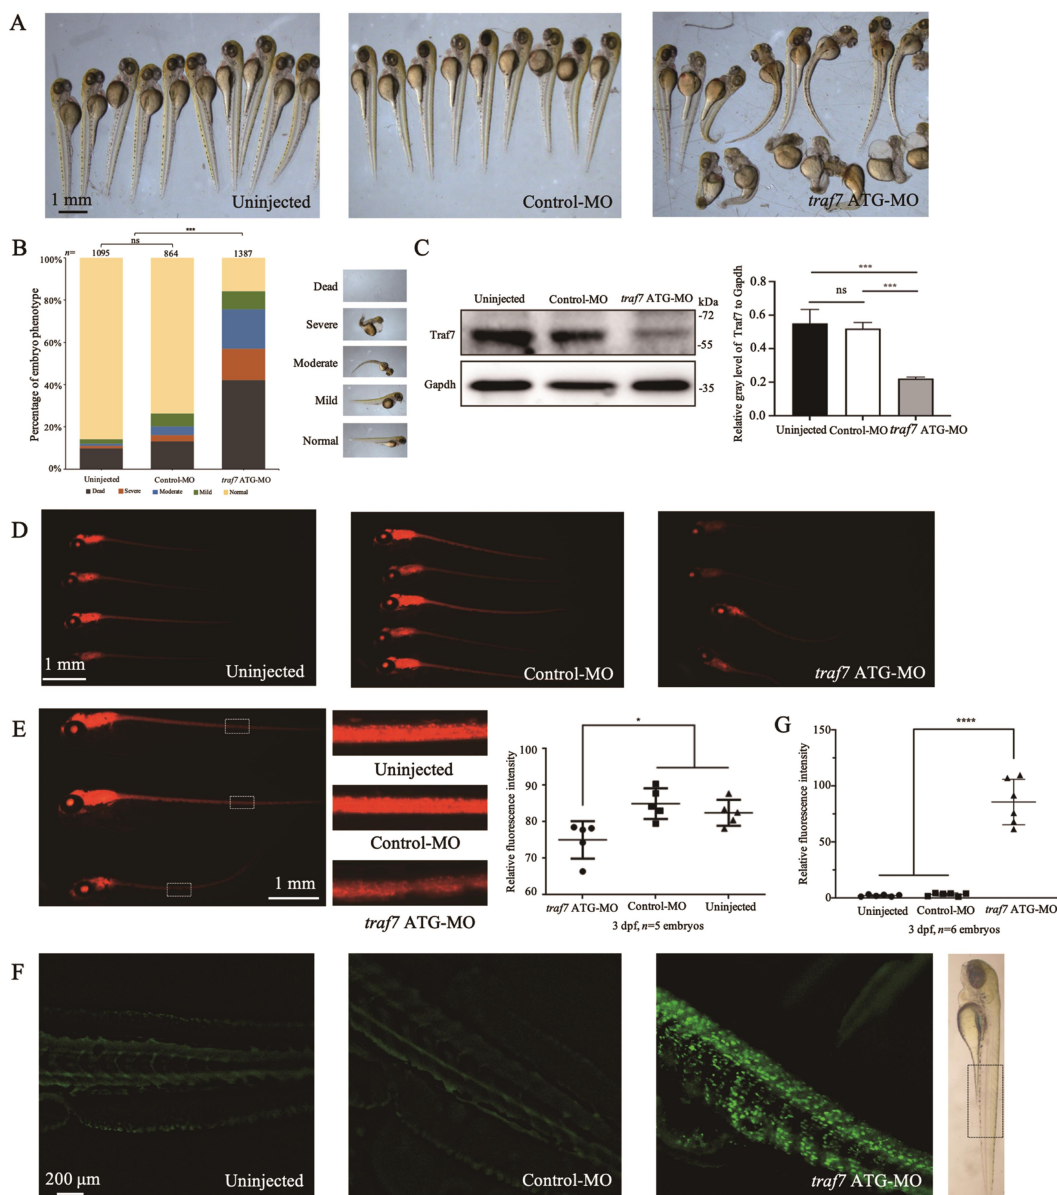 A
Uninjected
1 mm
Control-MO
traf7 ATG-MO
B
***
ns
n=
1095
864
1387
100%
80%
60%
40%
20%
0%
Percentage of embryo phenotype
Uninjected
Control-MO
traf7 ATG-MO
Dead
Severe
Moderate
Mild
Normal
Dead
Severe
Moderate
Mild
Normal
C
Uninjected
Control-MO
traf7 ATG-MO
kDa
Traf7
-72
-55
Gapdh
-35
Relative gray level of Traf7 to Gapdh
0.8
0.6
0.4
0.2
0.0
***
ns
***
Uninjected
Control-MO
traf7 ATG-MO
D
1 mm
Uninjected
Control-MO
traf7 ATG-MO
E
1 mm
Uninjected
Control-MO
traf7 ATG-MO
Relative fluorescence intensity
100
90
80
70
60
*
traf7 ATG-MO
Control-MO
Uninjected
3 dpf, n=5 embryos
G
Relative fluorescence intensity
150
100
50
0
****
Uninjected
Control-MO
traf7 ATG-MO
3 dpf, n=6 embryos
F
200 μm
Uninjected
Control-MO
traf7 ATG-MO